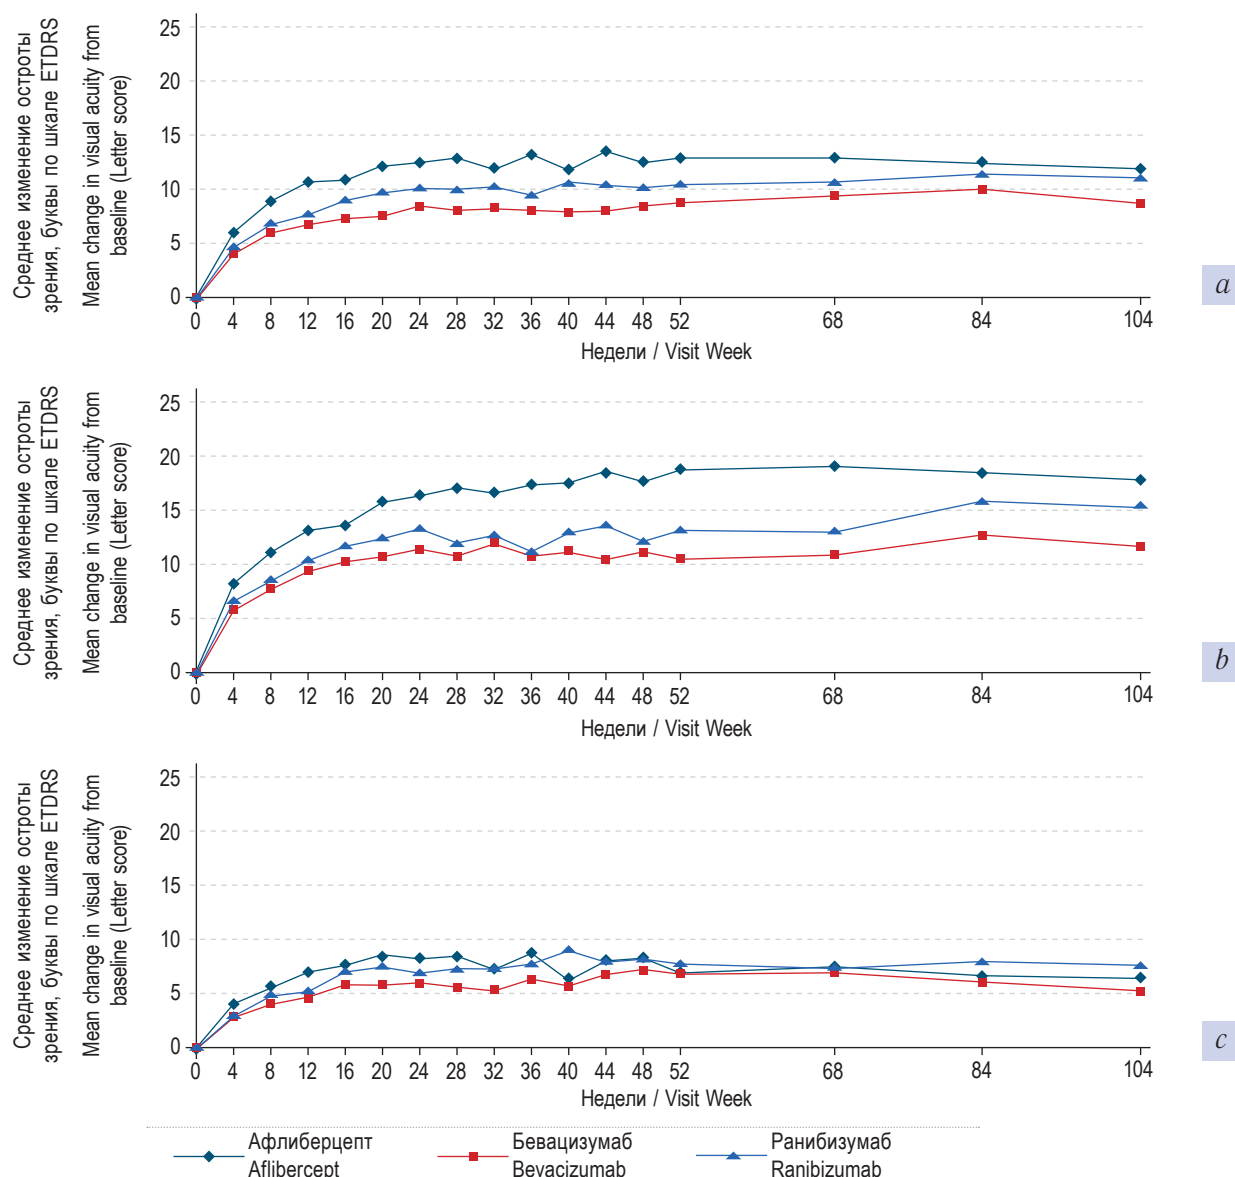 Среднее изменение остроты
зрения, буквы по шкале ETDRS
Mean change in visual acuity from
baseline (Letter score)
25
20
15
10
5
0
0 4 8 12 16 20 24 28 32 36 40 44 48 52 68 84 104
Недели / Visit Week
a
Среднее изменение остроты
зрения, буквы по шкале ETDRS
Mean change in visual acuity from
baseline (Letter score)
25
20
15
10
5
0
0 4 8 12 16 20 24 28 32 36 40 44 48 52 68 84 104
Недели / Visit Week
b
Среднее изменение остроты
зрения, буквы по шкале ETDRS
Mean change in visual acuity from
baseline (Letter score)
25
20
15
10
5
0
0 4 8 12 16 20 24 28 32 36 40 44 48 52 68 84 104
Недели / Visit Week
c
Афлиберцепт
Aflibercept
Бевацизумаб
Bevacizumab
Ранибизумаб
Ranibizumab